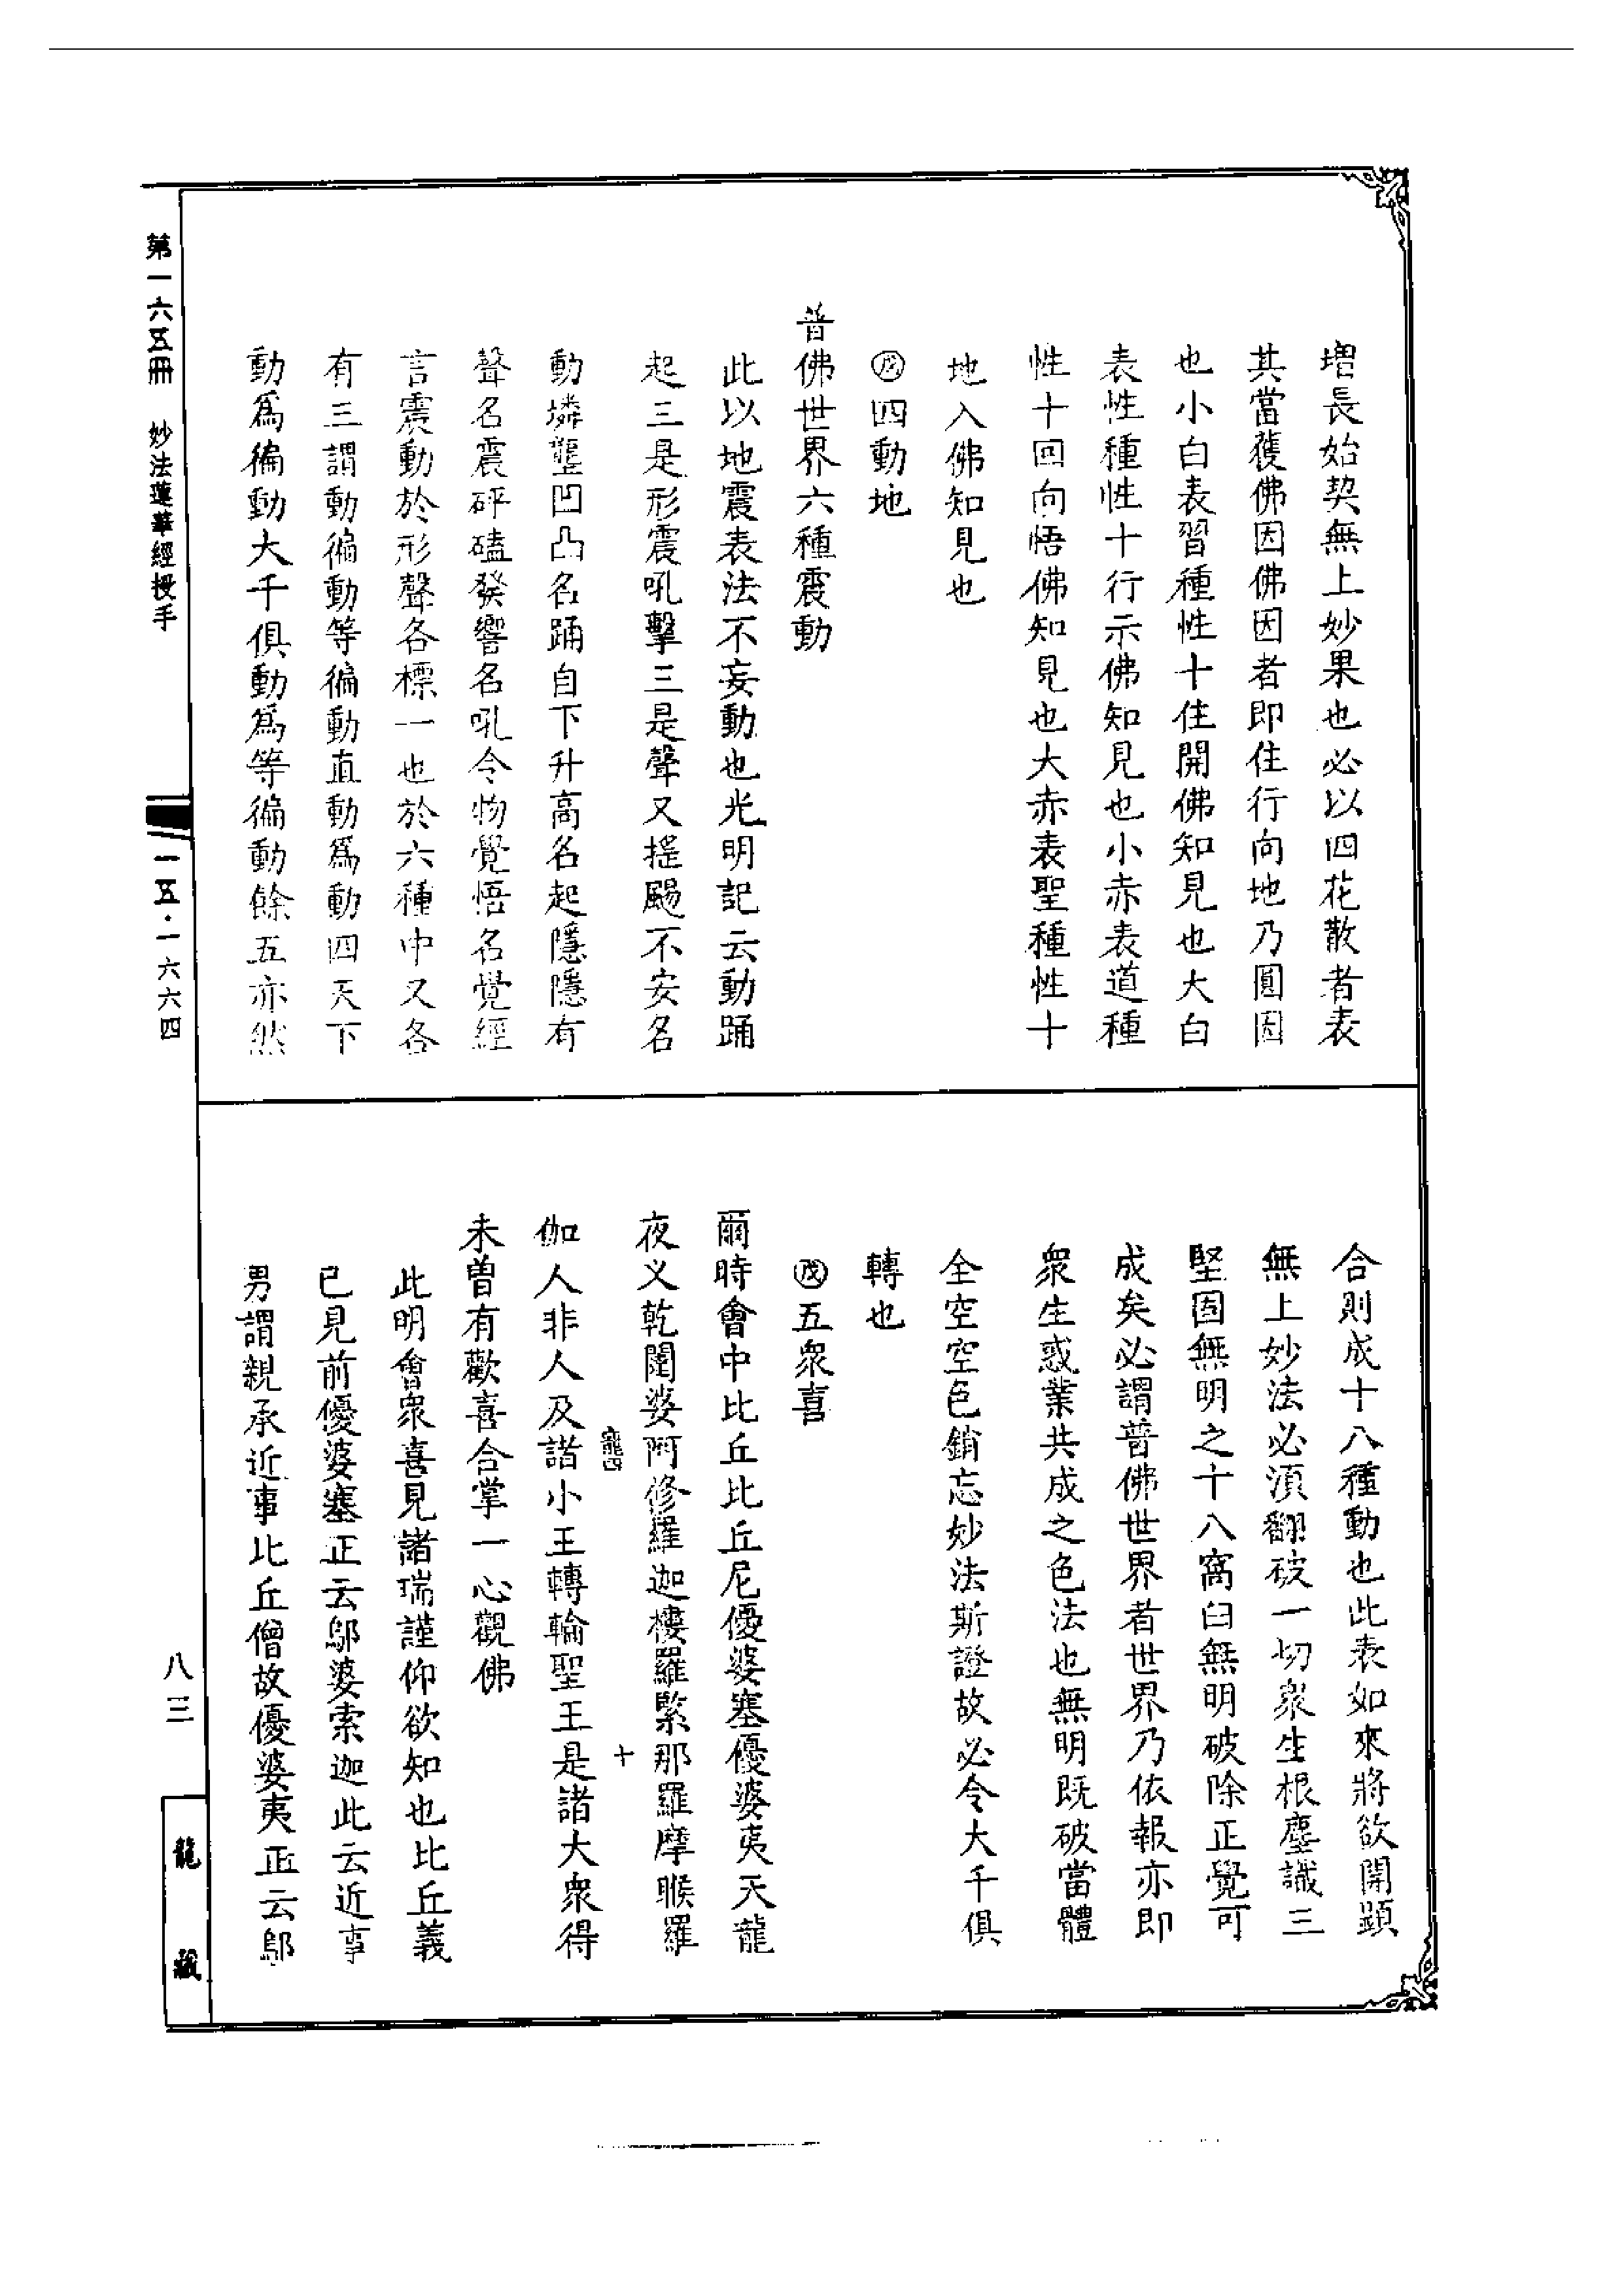 增長始契無上妙果也必以四花散者表
其當獲佛因佛因者即住行向地乃圓因
也小白表習種性十住開佛知見也大白
表性種性十行示佛知見也小赤表道種
性十回向悟佛知見也大赤表聖種性十
地入佛知見也
㊅四動地
普佛世界六種震動
此以地震表法不妄動也光明記云動踊
起三是形震吼擊三是聲又搖颺不安名
動壒壟凹凸名踊自下升高名起隱隱有
聲名震砰磕發響名吼令物覺悟名覺經
言震動於形聲各標一也於六種中又各
有三謂動徧動等徧動直動爲動四天下
動爲徧動大千俱動爲等徧動餘五亦然
合則成十八種動也此表如來將欲開顯
無上妙法必須翻破一切衆生根塵識三
堅固無明之十八窩臼無明破除正覺可
成矣必謂普佛世界者世界乃依報亦即
衆生惑業共成之色法也無明既破當體
全空空色銷忘妙法斯證故必令大千俱
轉也
五衆喜
爾時會中比丘比丘尼優婆塞優婆夷天龍
夜叉乾闥婆阿修羅迦樓羅緊那羅摩睺羅
伽人非人及諸小王轉輪聖王是諸大衆得
未曾有歡喜合掌一心觀佛
此明會衆喜見諸瑞謹仰欲知也比丘義
已見前優婆塞正云鄔婆索迦此云近事
男謂親承近事比丘僧故優婆夷正云鄔
十
第一六五冊 妙法蓮華經授手
一五·一六六四
八三
龍藏